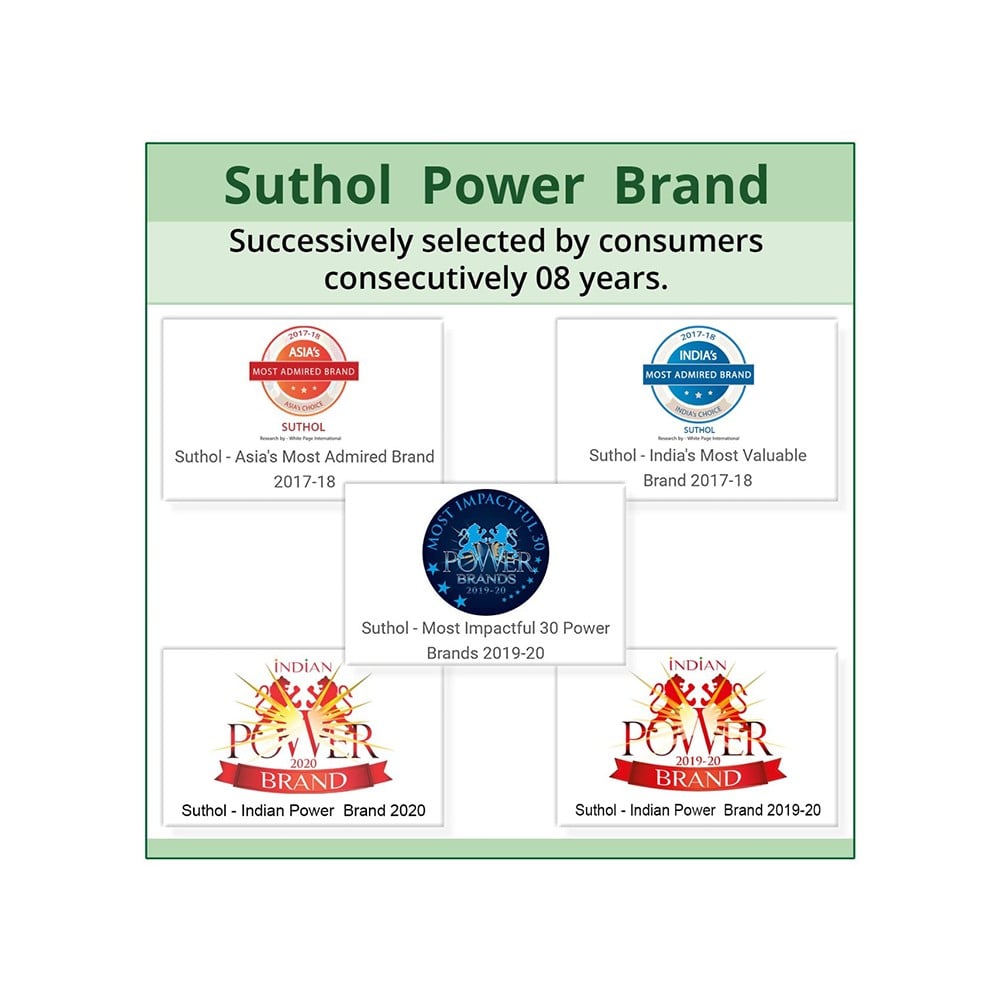 Suthol Power Brand
Successively selected by consumers
consecutively 08 years.
2017-18
ASIA's
MOST ADMIRED BRAND
ASIA's CHOICE
SUTHOL
Research by - White Page International
Suthol - Asia's Most Admired Brand
2017-18
2017-18
INDIA's
MOST ADMIRED BRAND
INDIA's CHOICE
SUTHOL
Research by - White Page International
Suthol - India's Most Valuable
Brand 2017-18
MOST IMPACTFUL 30
POWER
BRANDS
2019-20
Suthol - Most Impactful 30 Power
Brands 2019-20
INDIAN
POWER
2020
BRAND
Suthol - Indian Power Brand 2020
INDIAN
POWER
2019-20
BRAND
Suthol - Indian Power Brand 2019-20